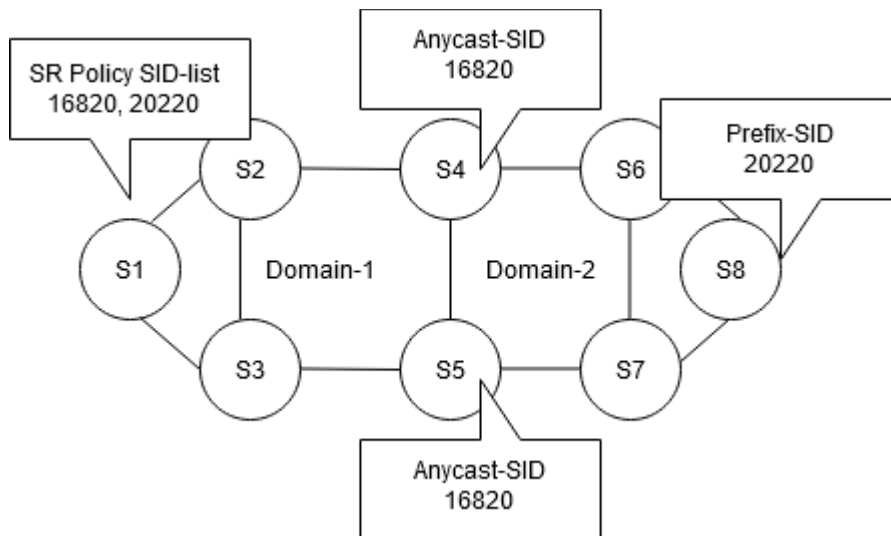 SR Policy SID-list
16820, 20220
Anycast-SID
16820
Prefix-SID
20220
S2
S4
S6
S1
Domain-1
Domain-2
S8
S3
S5
S7
Anycast-SID
16820